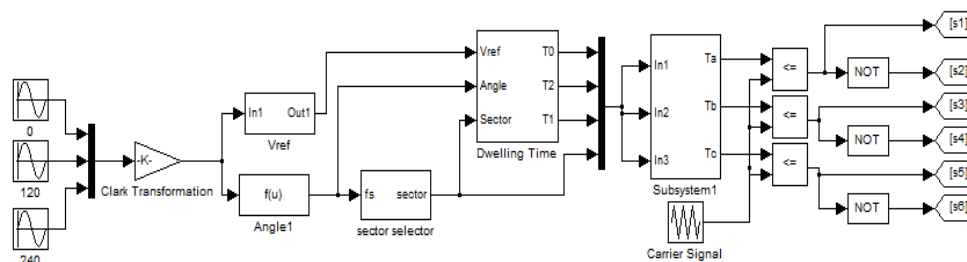 0
120
240
-K-
Clark Transformation
In1 Out1
Vref
f(u)
Angle1
fs sector
sector selector
Vref T0
Angle T2
Sector T1
Dwelling Time
In1 Ta
In2 Tb
In3 Tc
Subsystem1
Carrier Signal
<=
<=
<=
NOT
NOT
NOT
[s1]
[s2]
[s3]
[s4]
[s5]
[s6]